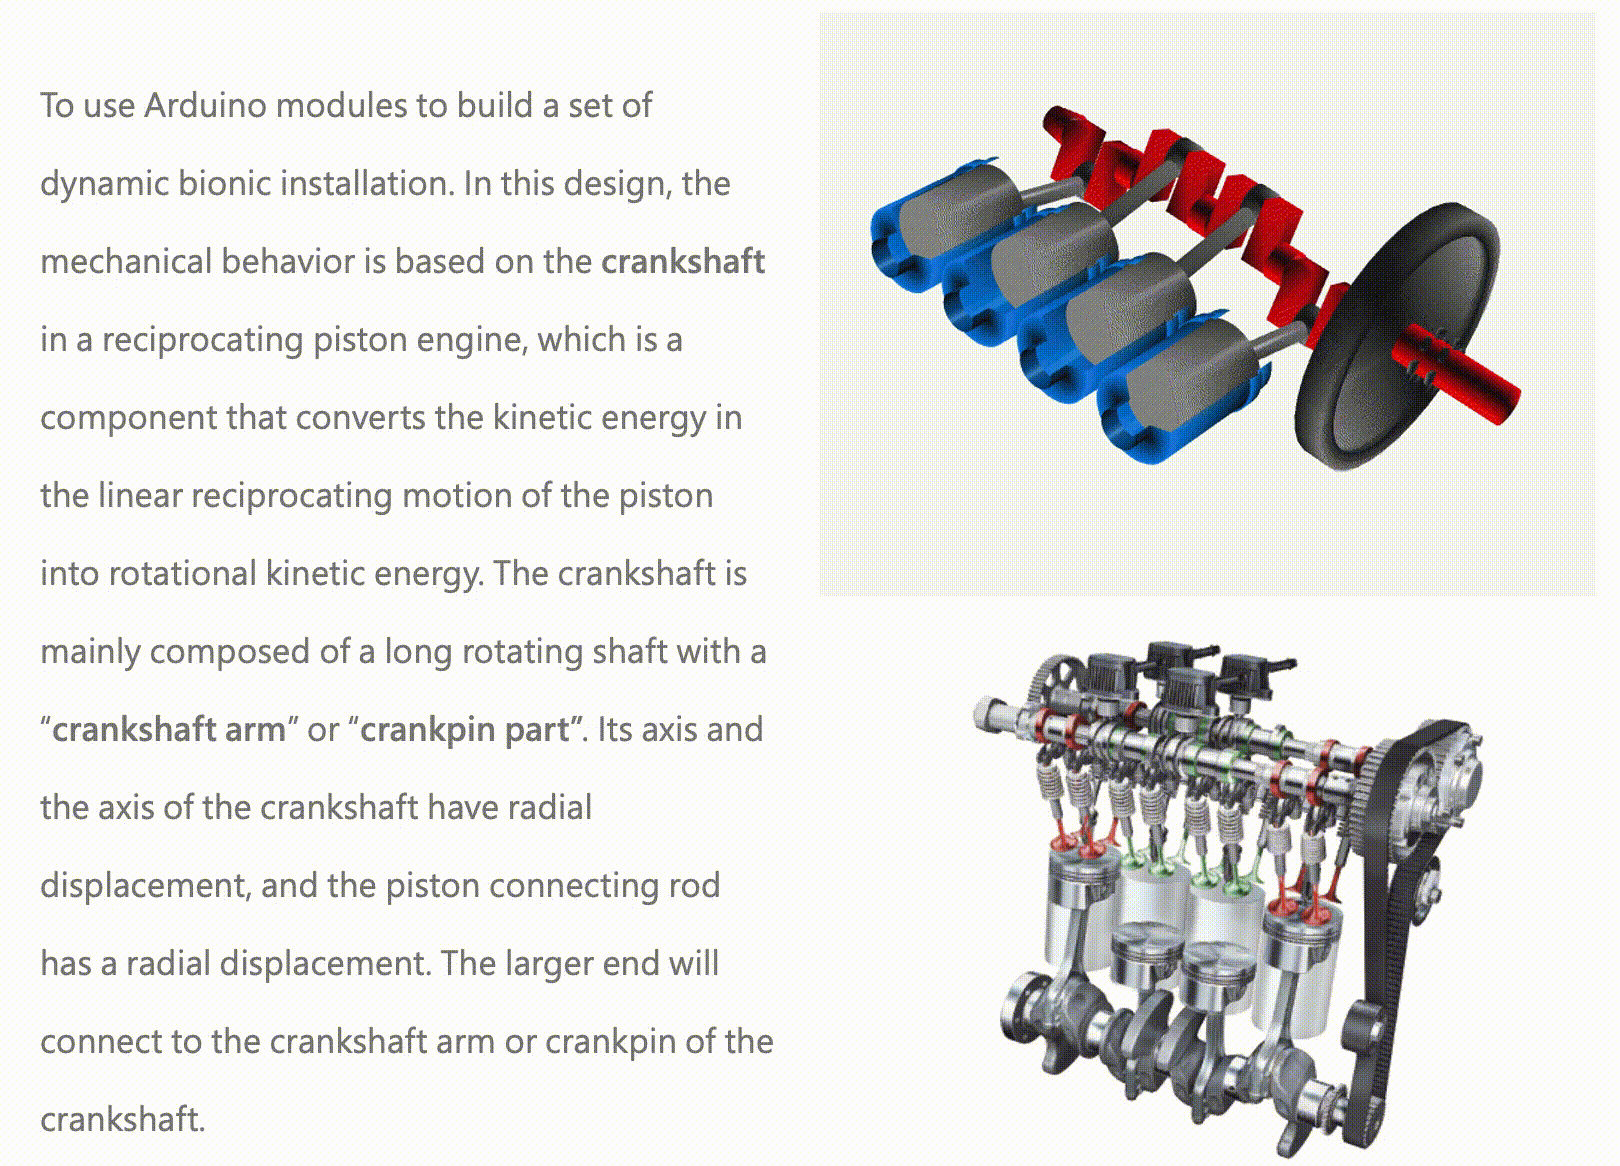 To use Arduino modules to build a set of
dynamic bionic installation. In this design, the
mechanical behavior is based on the crankshaft
in a reciprocating piston engine, which is a
component that converts the kinetic energy in
the linear reciprocating motion of the piston
into rotational kinetic energy. The crankshaft is
mainly composed of a long rotating shaft with a
“crankshaft arm” or “crankpin part”. Its axis and
the axis of the crankshaft have radial
displacement, and the piston connecting rod
has a radial displacement. The larger end will
connect to the crankshaft arm or crankpin of the
crankshaft.